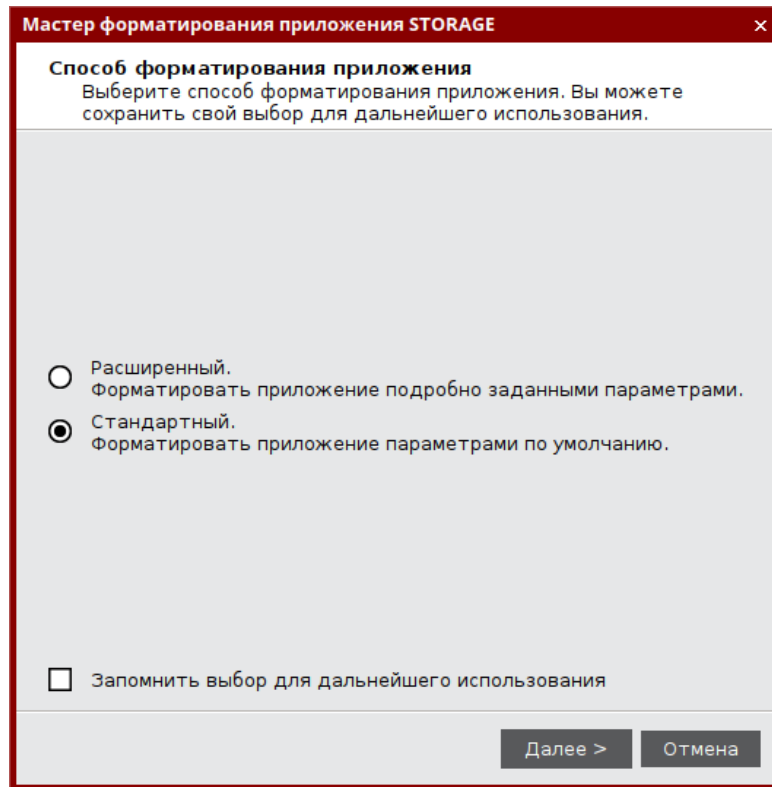 Мастер форматирования приложения STORAGE
Способ форматирования приложения
Выберите способ форматирования приложения. Вы можете
сохранить свой выбор для дальнейшего использования.
Расширенный.
Форматировать приложение подробно заданными параметрами.
Стандартный.
Форматировать приложение параметрами по умолчанию.
Запомнить выбор для дальнейшего использования
Далее > Отмена